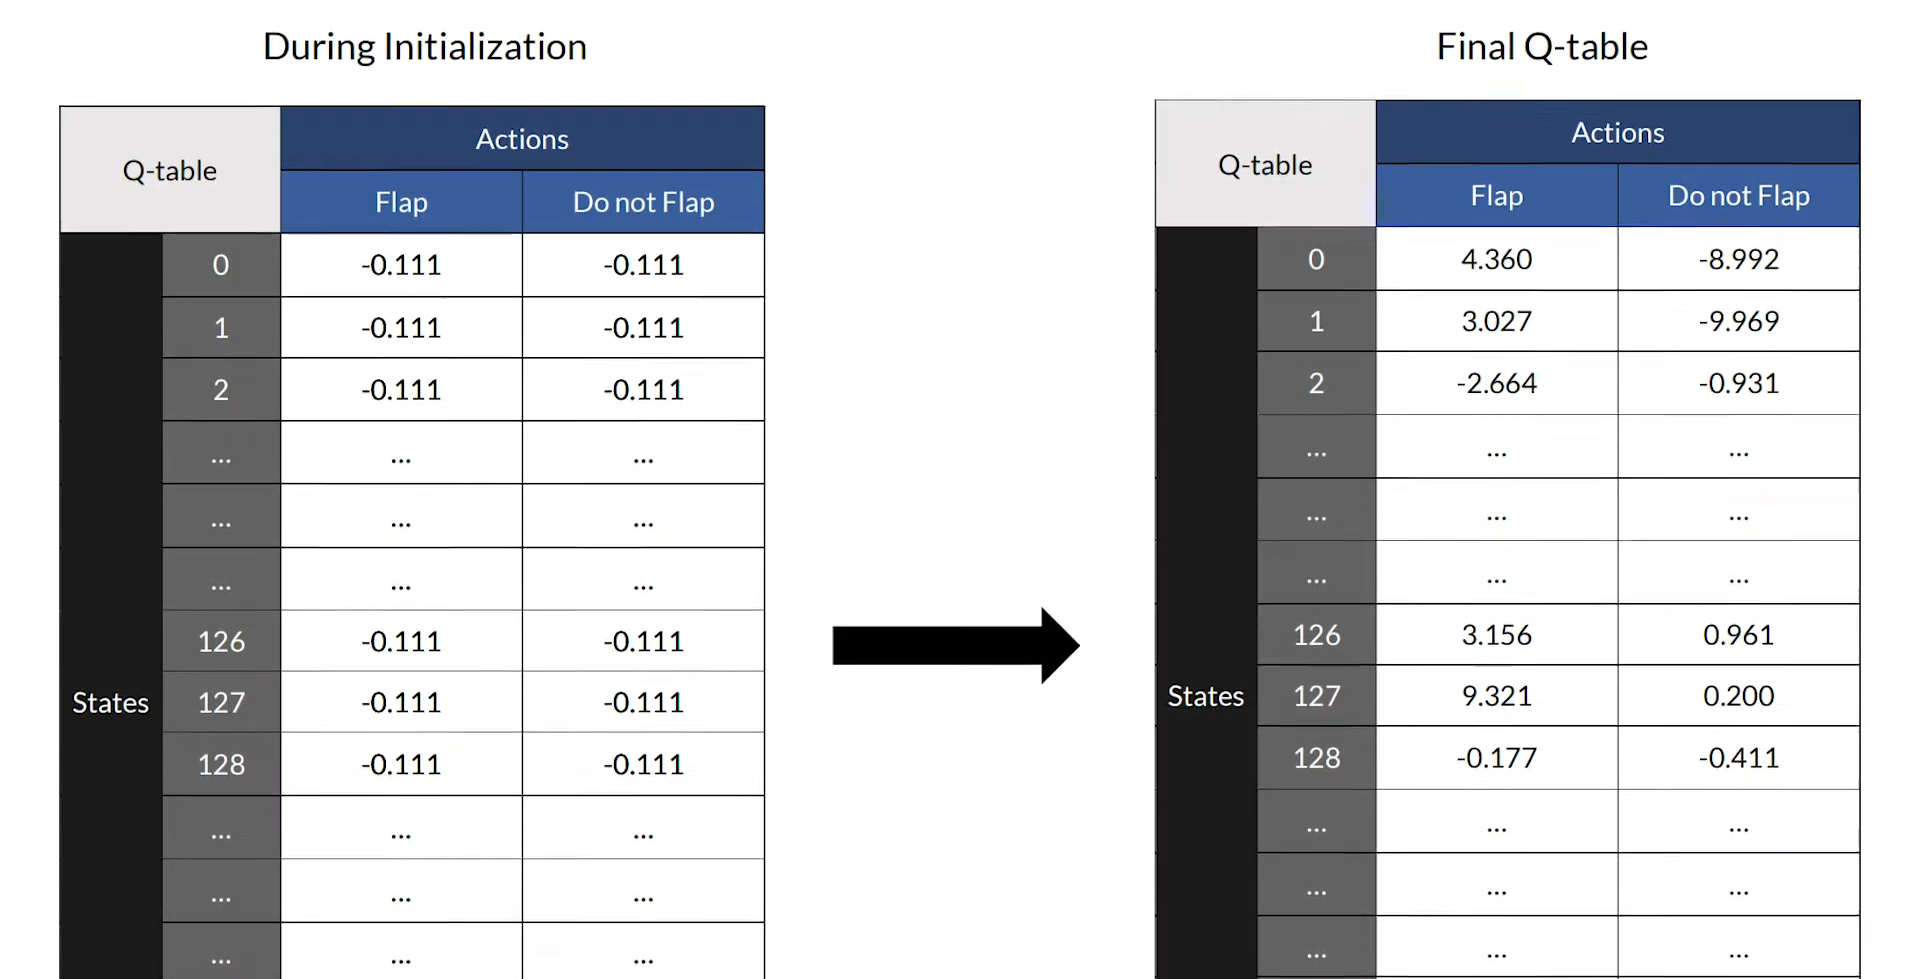 During Initialization
Q-table
Actions
Flap Do not Flap
0 -0.111 -0.111
1 -0.111 -0.111
2 -0.111 -0.111
... ... ...
... ... ...
... ... ...
126 -0.111 -0.111
States 127 -0.111 -0.111
128 -0.111 -0.111
... ... ...
... ... ...
... ... ...
Final Q-table
Q-table
Actions
Flap Do not Flap
0 4.360 -8.992
1 3.027 -9.969
2 -2.664 -0.931
... ... ...
... ... ...
... ... ...
126 3.156 0.961
States 127 9.321 0.200
128 -0.177 -0.411
... ... ...
... ... ...
... ... ...